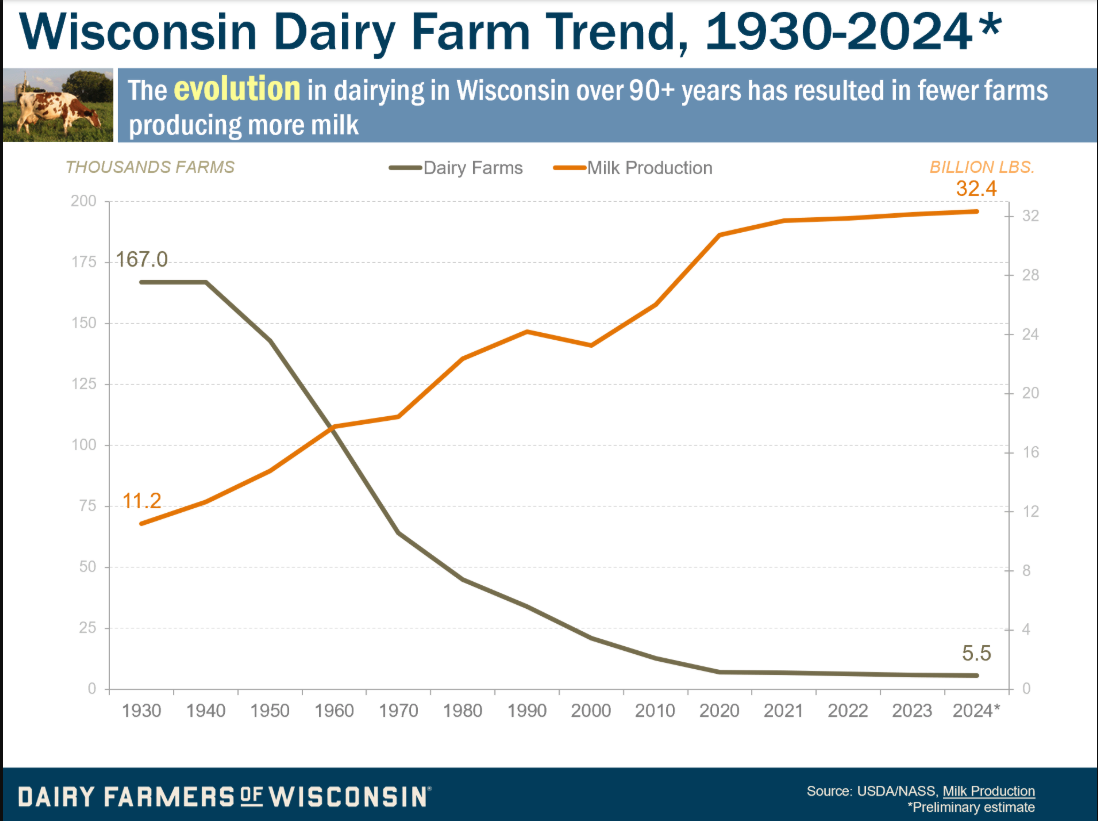 Wisconsin Dairy Farm Trend, 1930-2024*
The evolution in dairying in Wisconsin over 90+ years has resulted in fewer farms
producing more milk
THOUSANDS FARMS
Dairy Farms
Milk Production
BILLION LBS.
32.4
200
175
150
125
100
75
50
25
0
167.0
11.2
5.5
32
28
24
20
16
12
8
4
0
1930 1940 1950 1960 1970 1980 1990 2000 2010 2020 2021 2022 2023 2024*
DAIRY FARMERS OF WISCONSIN®
Source: USDA/NASS, Milk Production
*Preliminary estimate